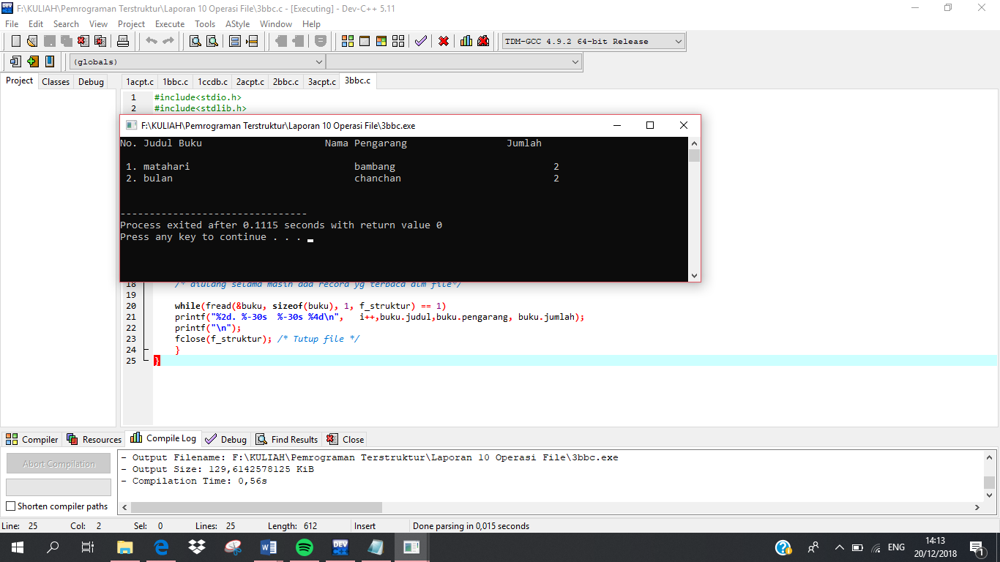 F:\KULIAH\Pemrograman Terstruktur\Laporan 10 Operasi File\3bbc.c - [Executing] - Dev-C++ 5.11
File Edit Search View Project Execute Tools AStyle Window Help
TDM-GCC 4.9.2 64-bit Release
(globals)
Project Classes Debug
1acpt.c 1bbc.c 1ccdb.c 2acpt.c 2bbc.c 3acpt.c 3bbc.c
1 #include<stdio.h>
2 #include<stdlib.h>
F:\KULIAH\Pemrograman Terstruktur\Laporan 10 Operasi File\3bbc.exe
No. Judul Buku Nama Pengarang Jumlah
1. matahari bambang 2
2. bulan chanchan 2
--------------------------------
Process exited after 0.1115 seconds with return value 0
Press any key to continue . . .
18 /* diulang selama masih ada record yg terbaca dlm file*/
19
20 while(fread(&buku, sizeof(buku), 1, f_struktur) == 1)
21 printf("%2d. %-30s  %-30s %4d\n",   i++,buku.judul,buku.pengarang, buku.jumlah);
22 printf("\n");
23 fclose(f_struktur); /* Tutup file */
24 }
25 }
Compiler Resources Compile Log Debug Find Results Close
Abort Compilation
Shorten compiler paths
- Output Filename: F:\KULIAH\Pemrograman Terstruktur\Laporan 10 Operasi File\3bbc.exe
- Output Size: 129,6142578125 KiB
- Compilation Time: 0,56s
Line: 25 Col: 2 Sel: 0 Lines: 25 Length: 612 Insert Done parsing in 0,015 seconds
ENG
14:13
20/12/2018
1